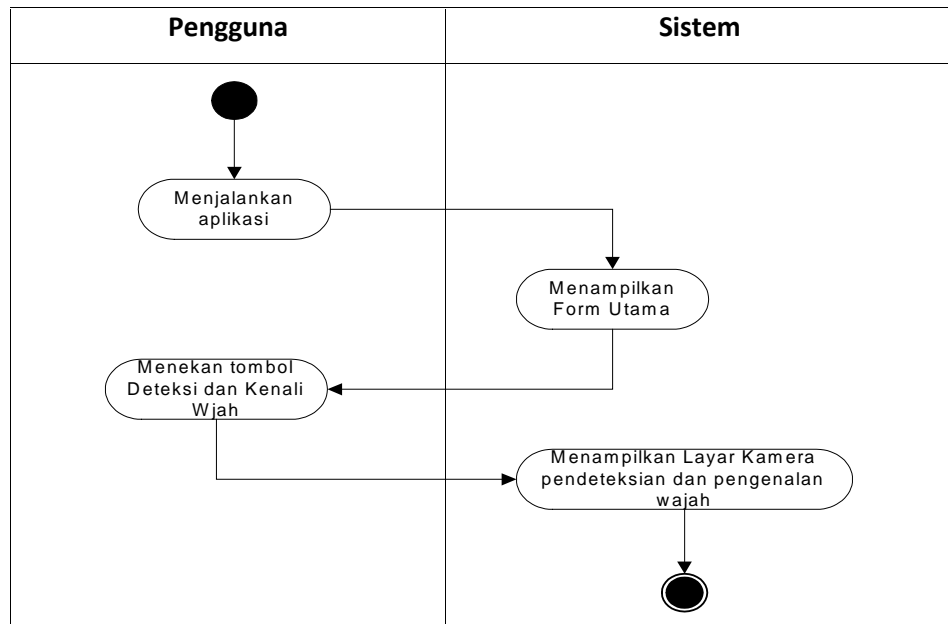 Pengguna
Sistem
Menjalankan
aplikasi
Menampilkan
Form Utama
Menekan tombol
Deteksi dan Kenali
Wjah
Menampilkan Layar Kamera
pendeteksian dan pengenalan
wajah